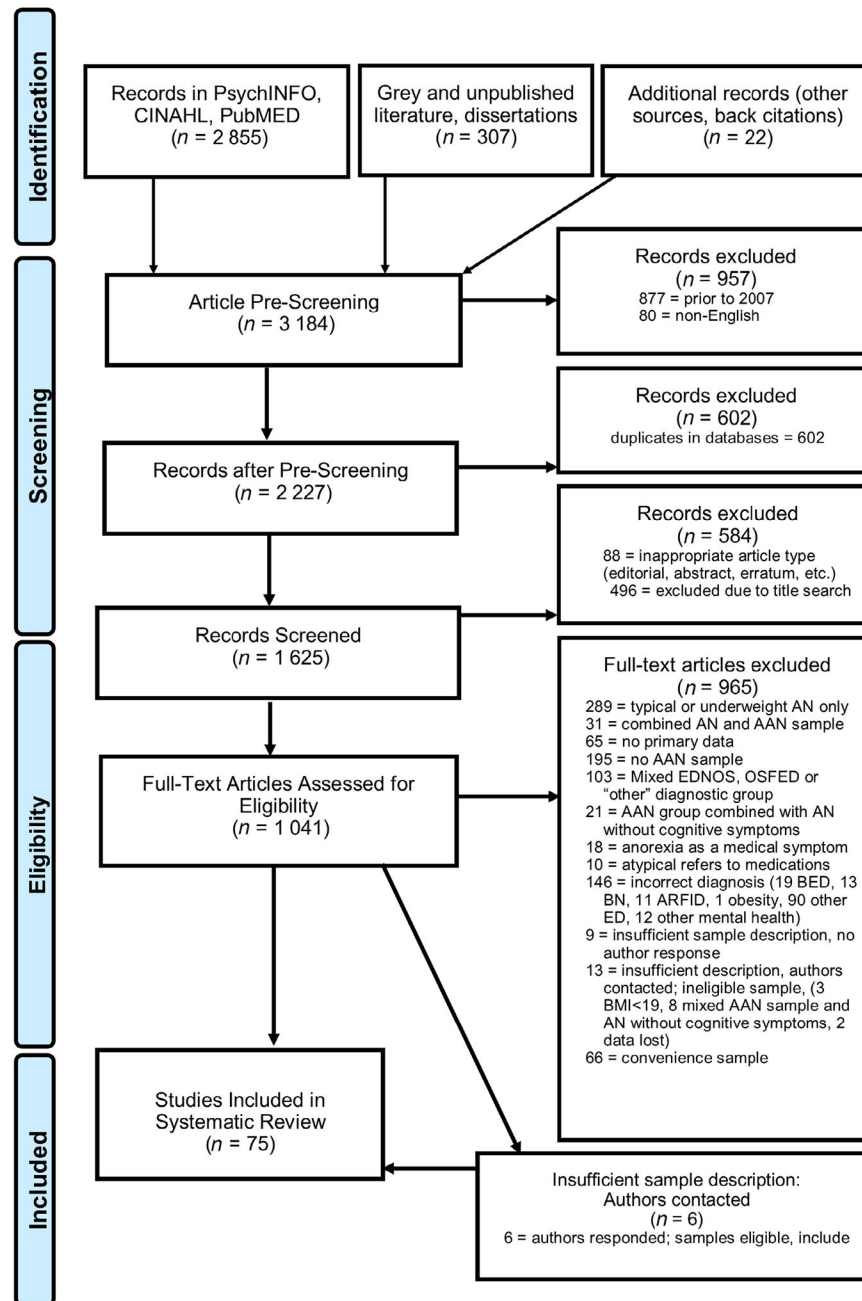 Identification
Records in PsychINFO,
CINAHL, PubMED
(n = 2 855)
Grey and unpublished
literature, dissertations
(n = 307)
Additional records (other
sources, back citations)
(n = 22)
Screening
Article Pre-Screening
(n = 3 184)
Records excluded
(n = 957)
877 = prior to 2007
80 = non-English
Records after Pre-Screening
(n = 2 227)
Records excluded
(n = 602)
duplicates in databases = 602
Records Screened
(n = 1 625)
Records excluded
(n = 584)
88 = inappropriate article type
(editorial, abstract, erratum, etc.)
496 = excluded due to title search
Eligibility
Full-Text Articles Assessed for
Eligibility
(n = 1 041)
Full-text articles excluded
(n = 965)
289 = typical or underweight AN only
31 = combined AN and AAN sample
65 = no primary data
195 = no AAN sample
103 = Mixed EDNOS, OSFED or
"other" diagnostic group
21 = AAN group combined with AN
without cognitive symptoms
18 = anorexia as a medical symptom
10 = atypical refers to medications
146 = incorrect diagnosis (19 BED, 13
BN, 11 ARFID, 1 obesity, 90 other
ED, 12 other mental health)
9 = insufficient sample description, no
author response
13 = insufficient description, authors
contacted; ineligible sample, (3
BMI<19, 8 mixed AAN sample and
AN without cognitive symptoms, 2
data lost)
66 = convenience sample
Included
Studies Included in
Systematic Review
(n = 75)
Insufficient sample description:
Authors contacted
(n = 6)
6 = authors responded; samples eligible, include